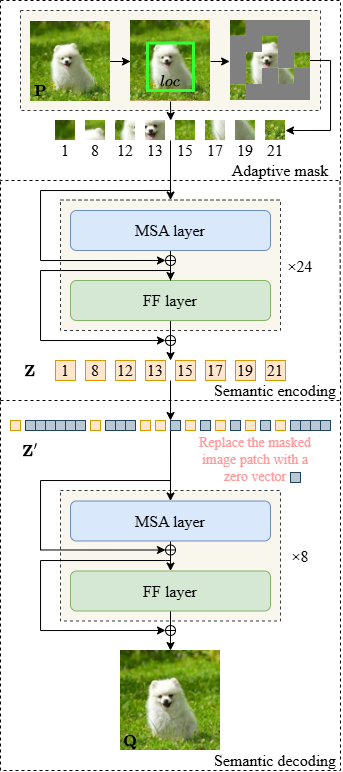 P
loc
1 8 12 13 15 17 19 21
Adaptive mask
MSA layer
×24
FF layer
Z 1 8 12 13 15 17 19 21
Semantic encoding
Z′
Replace the masked
image patch with a
zero vector
MSA layer
×8
FF layer
Q
Semantic decoding